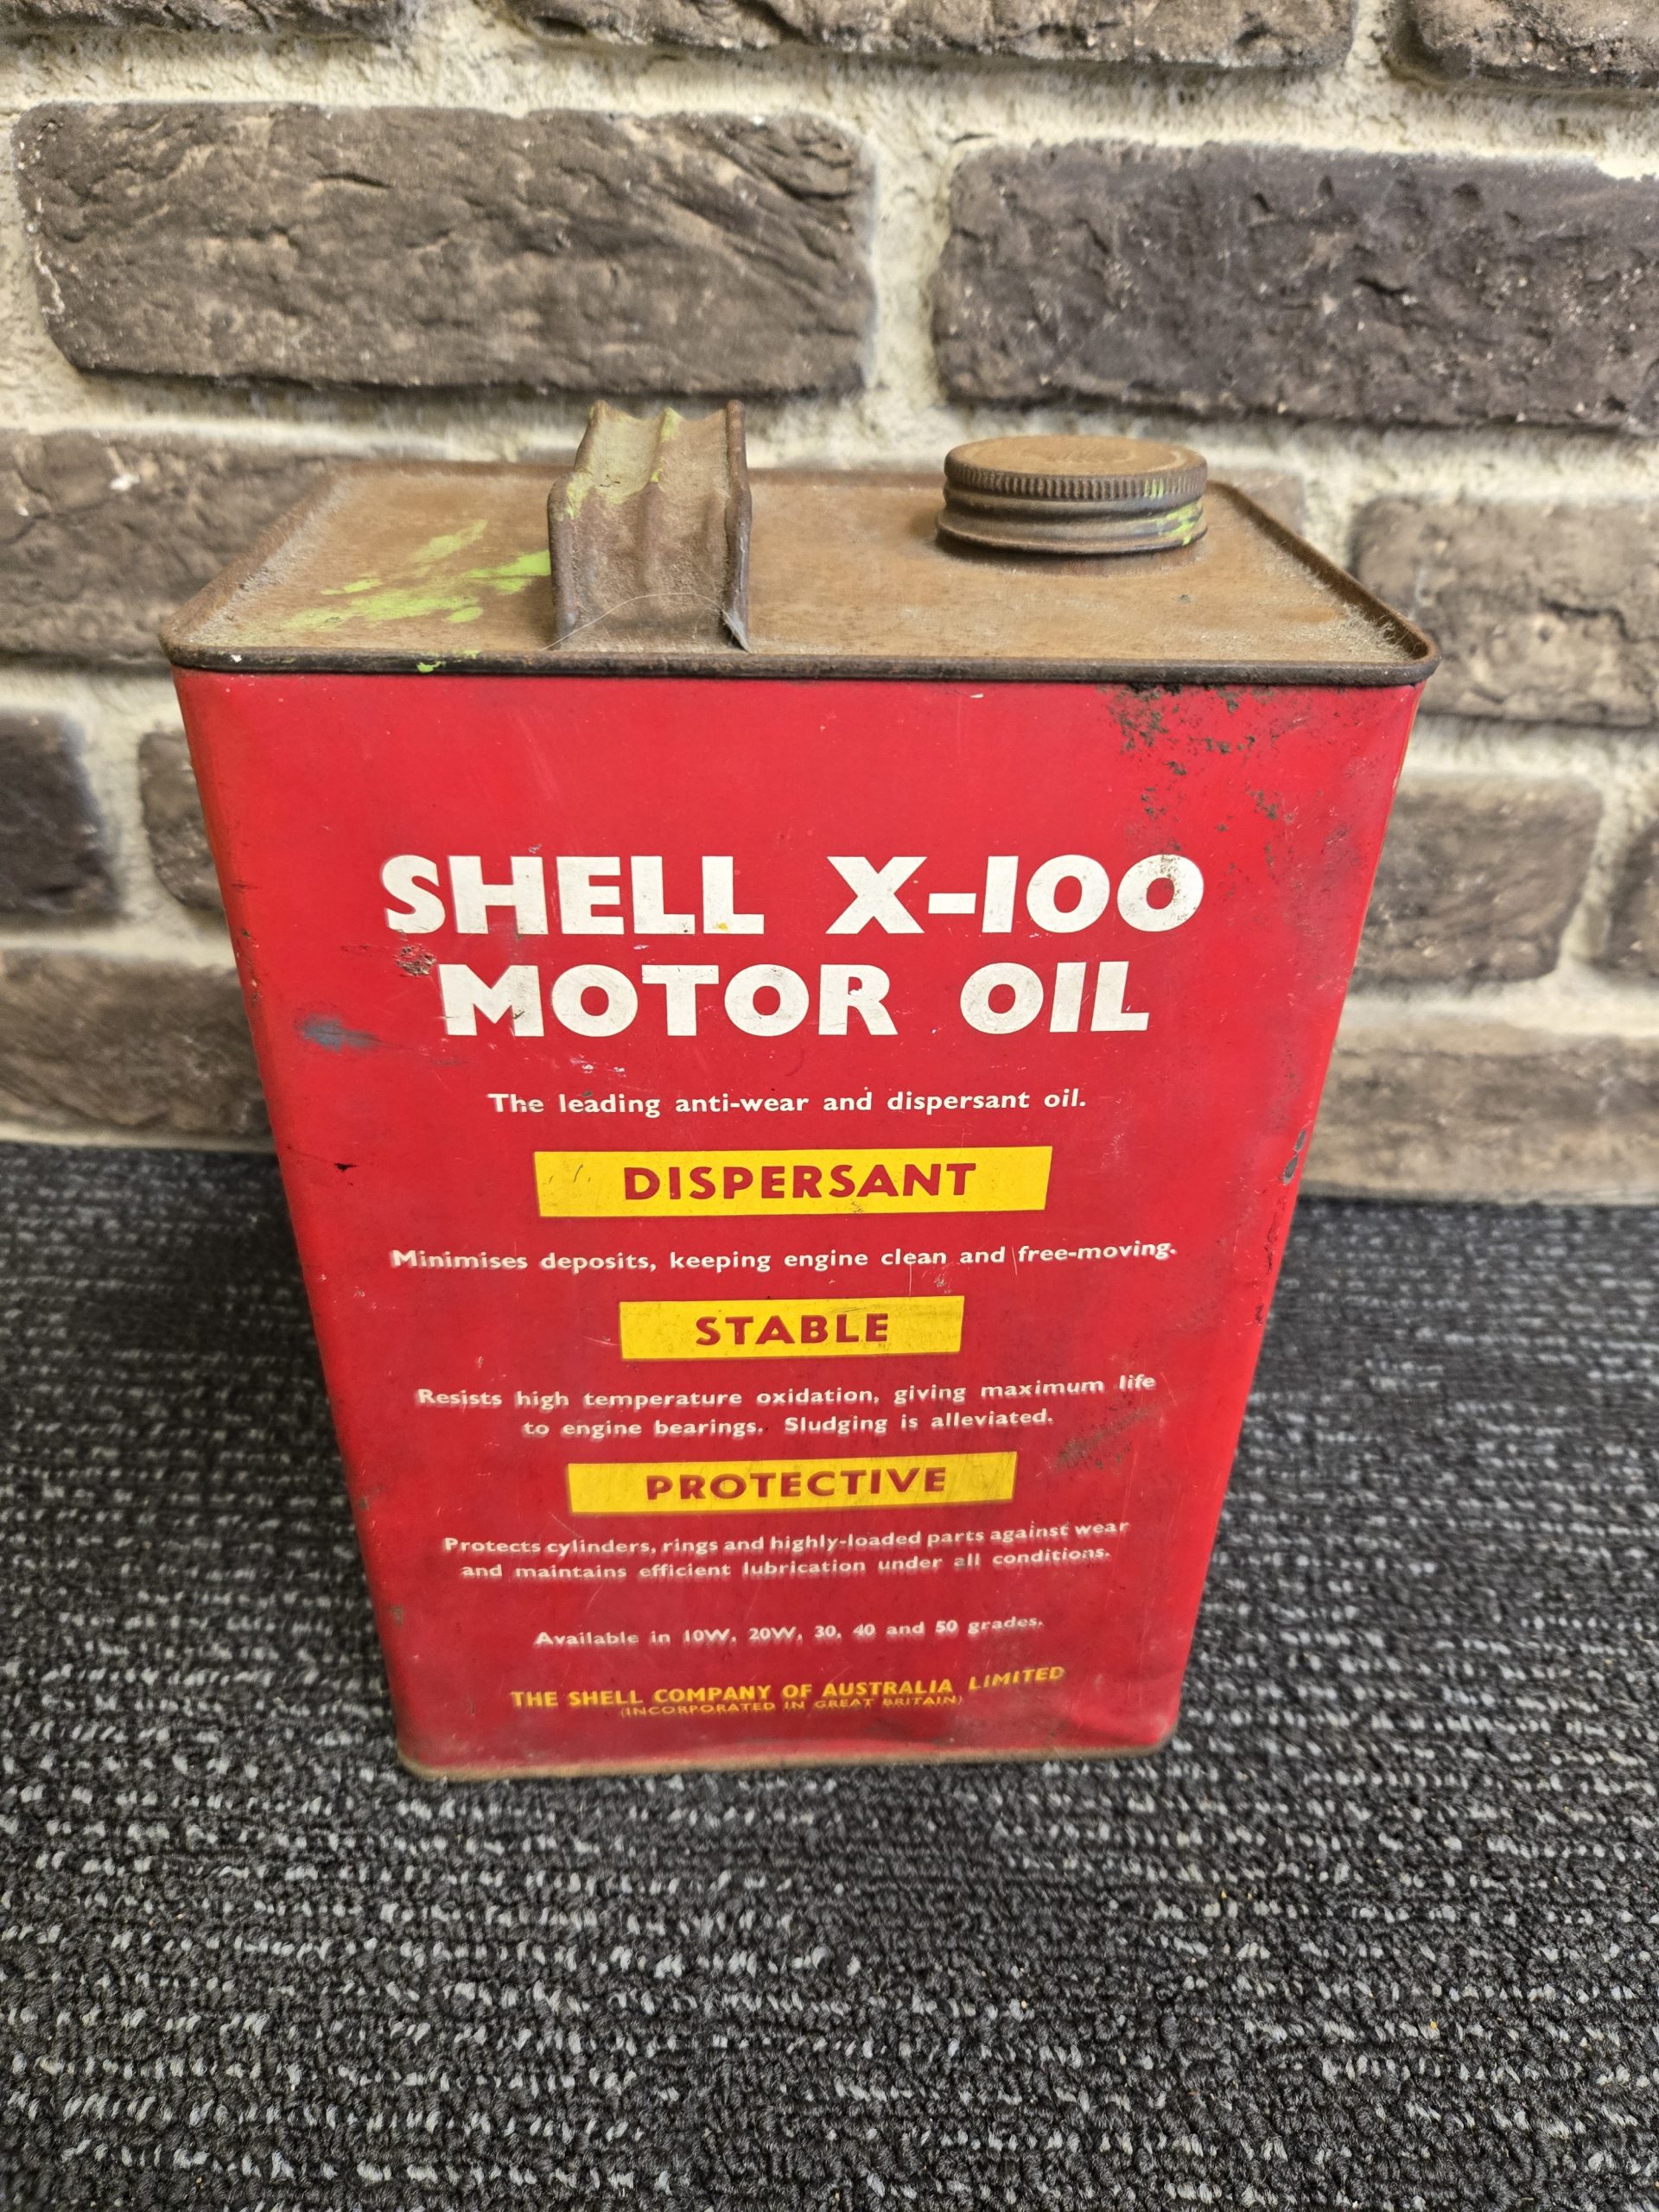 SHELL X-100
MOTOR OIL
The leading anti-wear and dispersant oil.
DISPERSANT
Minimises deposits, keeping engine clean and free-moving.
STABLE
Resists high temperature oxidation, giving maximum life
to engine bearings. Sludging is alleviated.
PROTECTIVE
Protects cylinders, rings and highly-loaded parts against wear
and maintains efficient lubrication under all conditions.
Available in 10W, 20W, 30, 40 and 50 grades.
THE SHELL COMPANY OF AUSTRALIA LIMITED
(INCORPORATED IN GREAT BRITAIN)